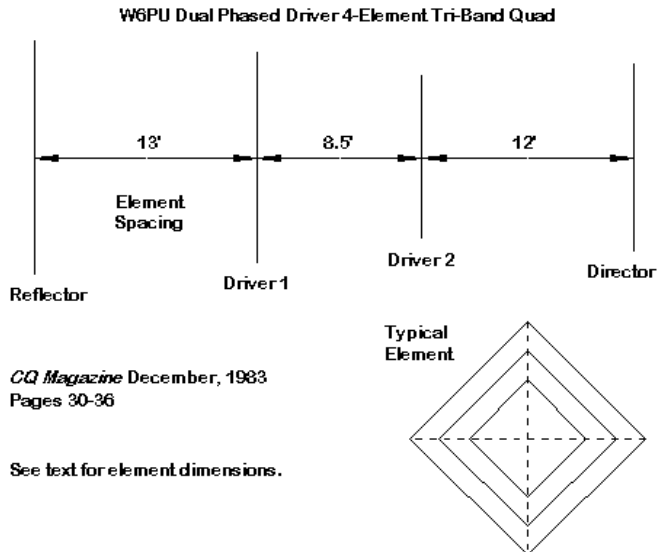 W6PU Dual Phased Driver 4-Element Tri-Band Quad
13'
8.5'
12'
Element
Spacing
Reflector
Driver 1
Driver 2
Director
Typical
Element
CQ Magazine December, 1983
Pages 30-36
See text for element dimensions.